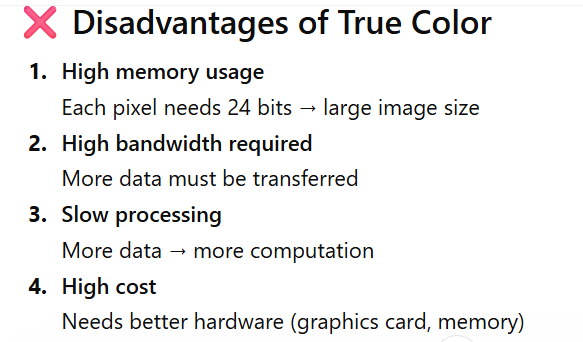 ❌ Disadvantages of True Color
1. High memory usage
Each pixel needs 24 bits → large image size
2. High bandwidth required
More data must be transferred
3. Slow processing
More data → more computation
4. High cost
Needs better hardware (graphics card, memory)